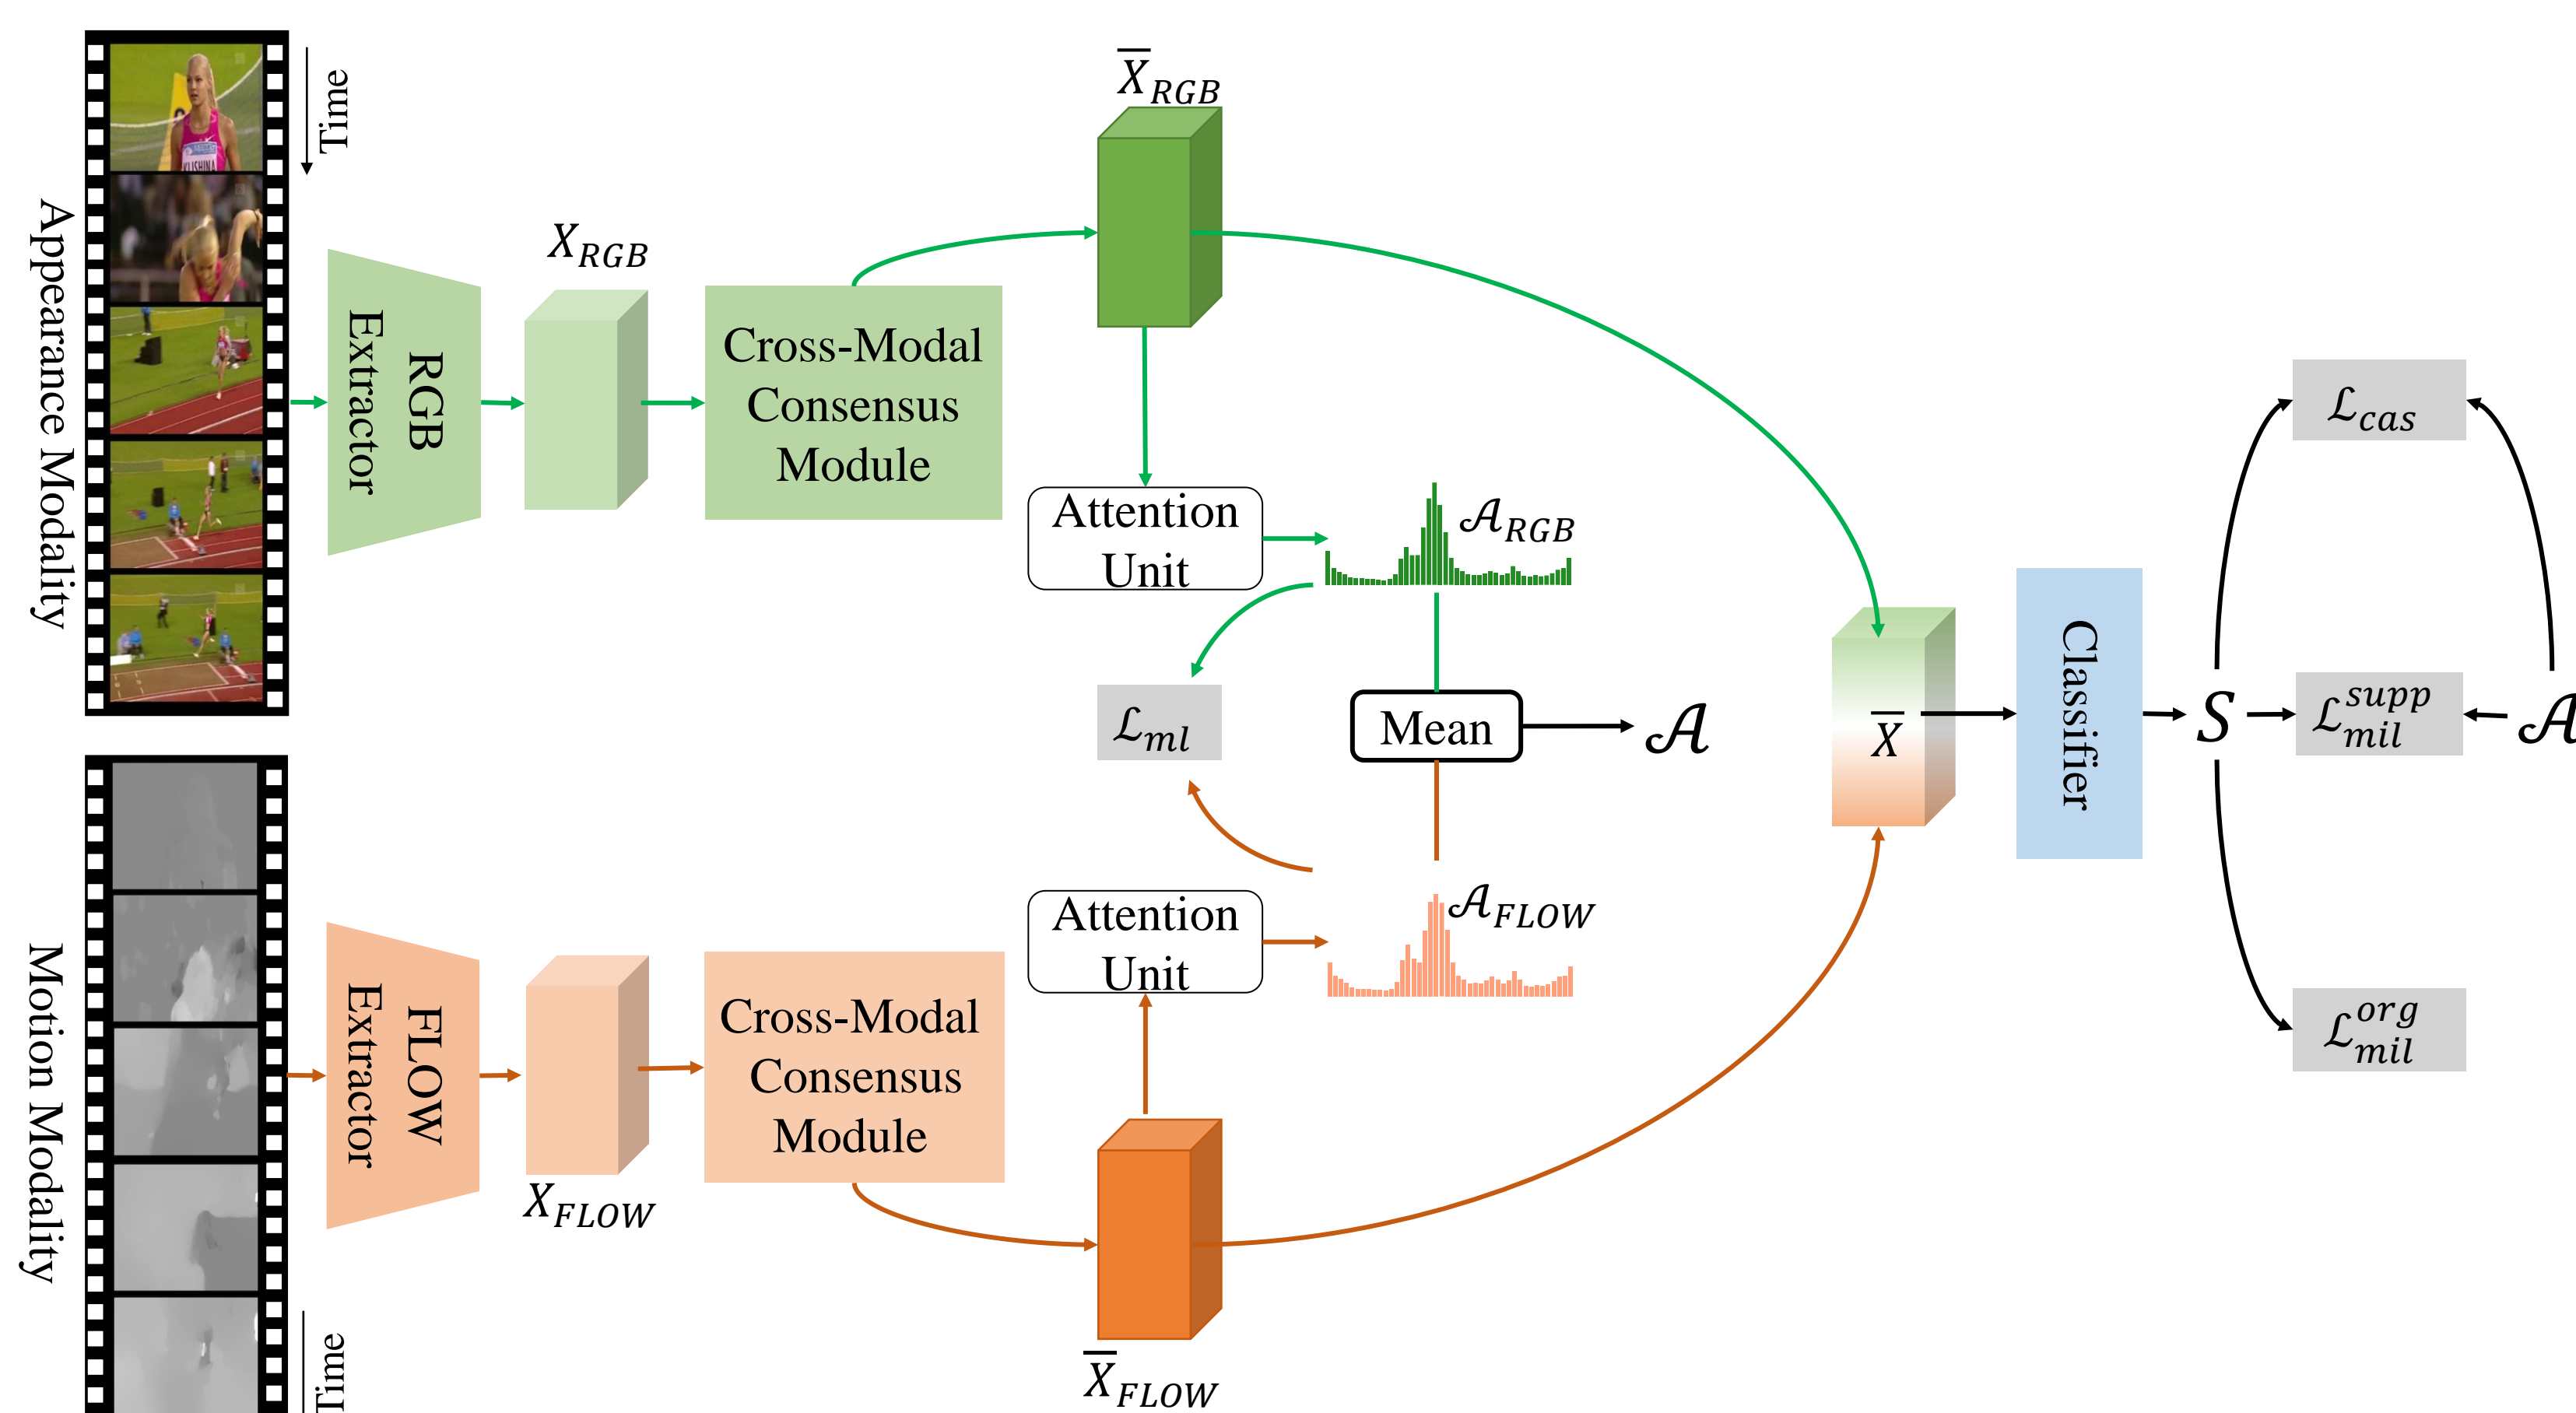 Appearance Modality
Time
KLISHINA
RGB
Extractor
X_RGB
Cross-Modal
Consensus
Module
X̅_RGB
Attention
Unit
𝒜_RGB
ℒ_ml
Mean
𝒜
Motion Modality
Time
FLOW
Extractor
X_FLOW
Cross-Modal
Consensus
Module
X̅_FLOW
Attention
Unit
𝒜_FLOW
X̅
Classifier
S
ℒ_cas
ℒ_mil^supp
𝒜
ℒ_mil^org